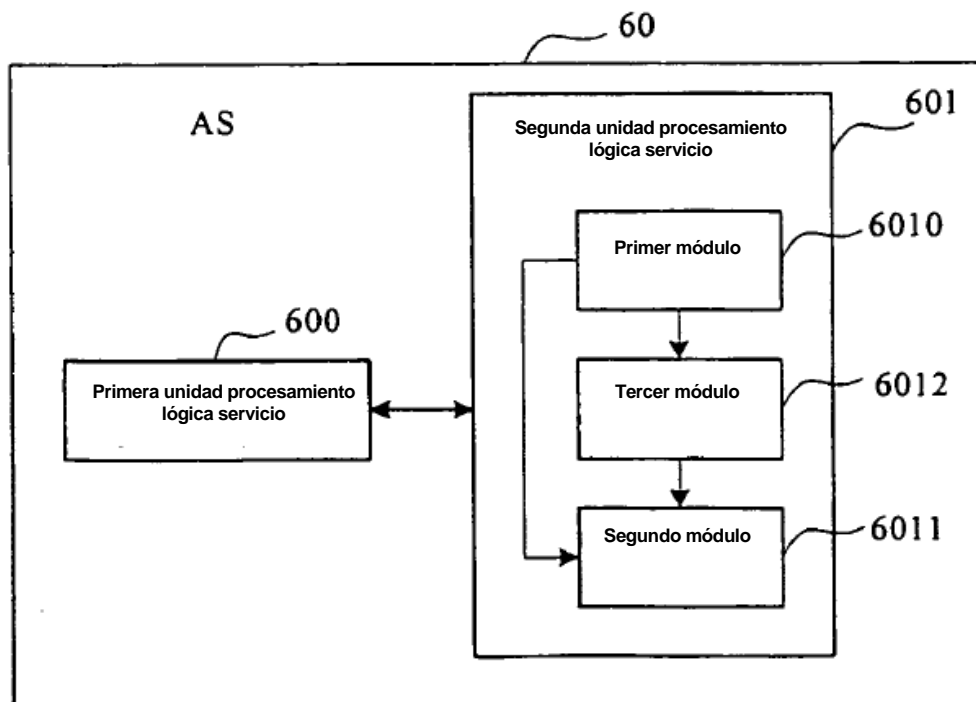 60
AS
Segunda unidad procesamiento
lógica servicio
601
Primer módulo
6010
600
Primera unidad procesamiento
lógica servicio
Tercer módulo
6012
Segundo módulo
6011